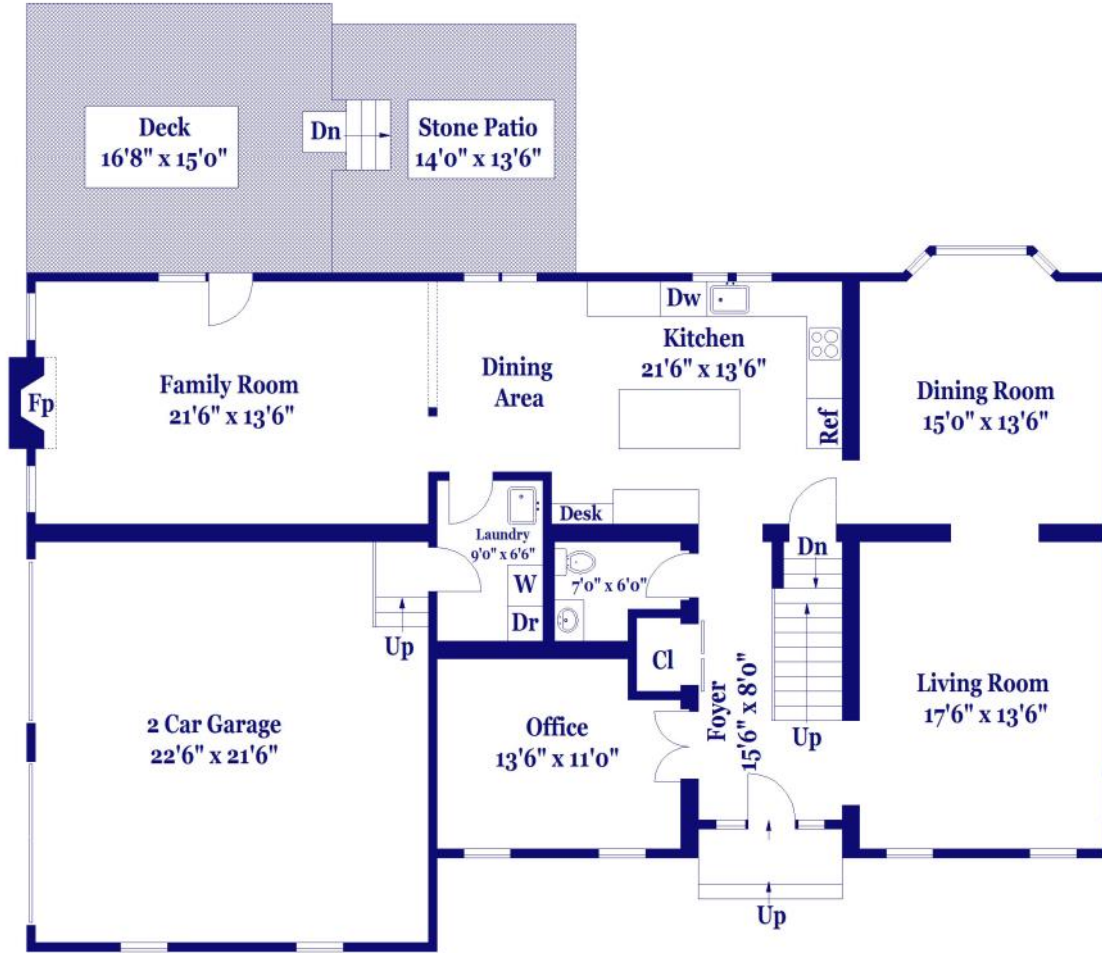 Deck
16'8" x 15'0"
Dn
Stone Patio
14'0" x 13'6"
Dw
Kitchen
21'6" x 13'6"
Family Room
21'6" x 13'6"
Fp
Dining
Area
Ref
Dining Room
15'0" x 13'6"
Desk
Laundry
9'0" x 6'6"
W
Dr
7'0" x 6'0"
Dn
Up
Cl
Foyer
15'6" x 8'0"
Up
Living Room
17'6" x 13'6"
2 Car Garage
22'6" x 21'6"
Office
13'6" x 11'0"
Up